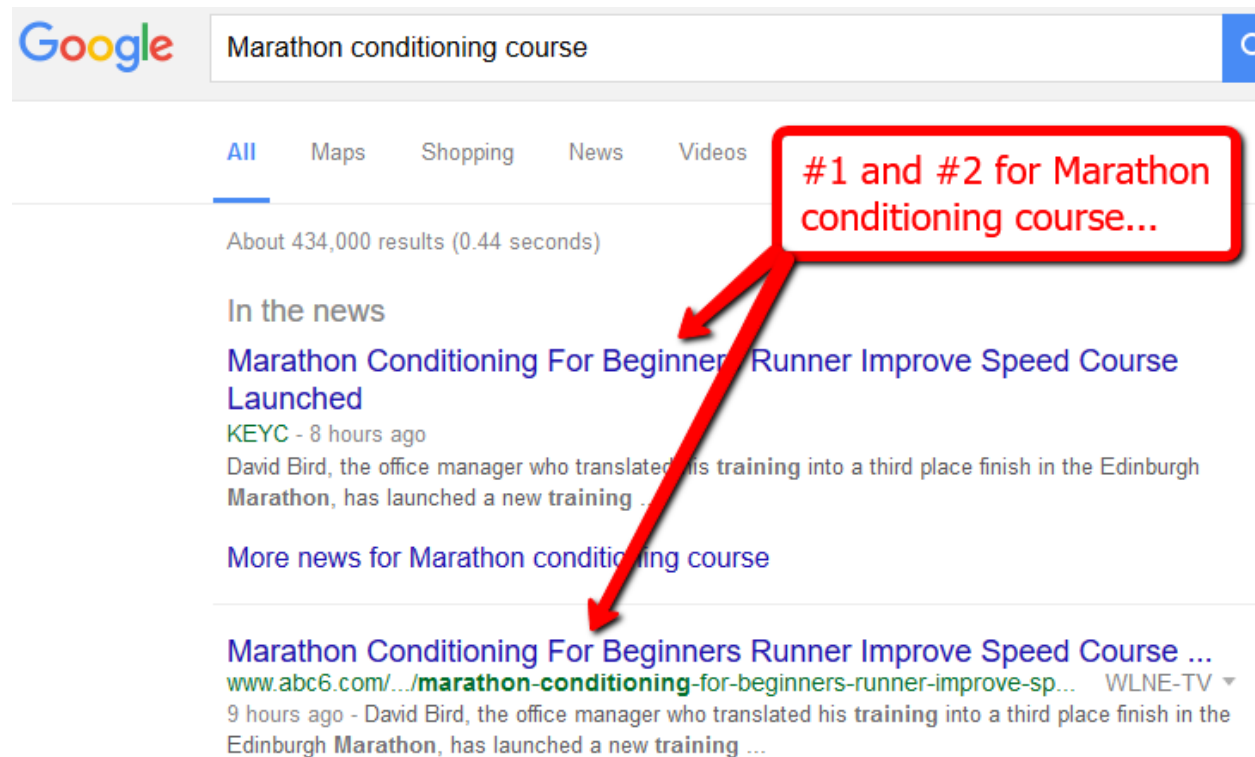 Google
Marathon conditioning course
All Maps Shopping News Videos
#1 and #2 for Marathon
conditioning course...
About 434,000 results (0.44 seconds)
In the news
Marathon Conditioning For Beginners Runner Improve Speed Course
Launched
KEYC - 8 hours ago
David Bird, the office manager who translated his training into a third place finish in the Edinburgh
Marathon, has launched a new training ...
More news for Marathon conditioning course
Marathon Conditioning For Beginners Runner Improve Speed Course ...
www.abc6.com/.../marathon-conditioning-for-beginners-runner-improve-sp... WLNE-TV
9 hours ago - David Bird, the office manager who translated his training into a third place finish in the
Edinburgh Marathon, has launched a new training ...